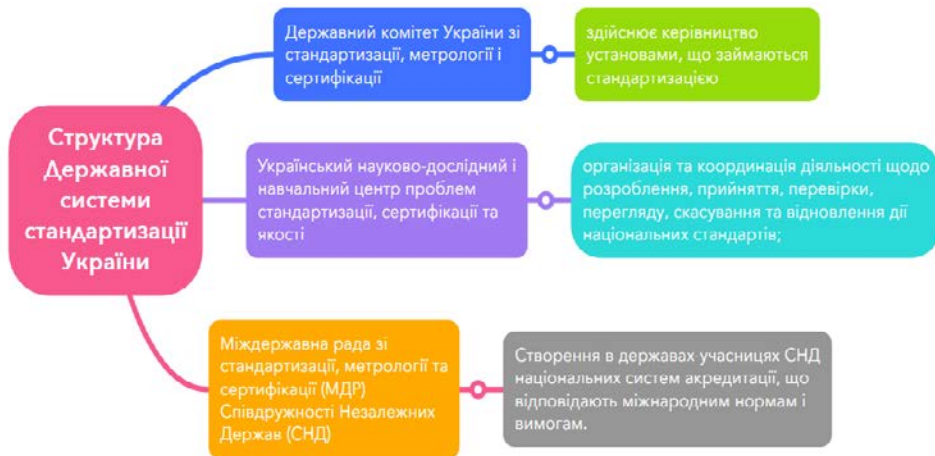 Структура
Державної
системи
стандартизації
України
Державний комітет України зі
стандартизації, метрології і
сертифікації
здійснює керівництво
установами, що займаються
стандартизацією
Український науково-дослідний і
навчальний центр проблем
стандартизації, сертифікації та
якості
організація та координація діяльності щодо
розроблення, прийняття, перевірки,
перегляду, скасування та відновлення дії
національних стандартів;
Міждержавна рада зі
стандартизації, метрології та
сертифікації (МДР)
Співдружності Незалежних
Держав (СНД)
Створення в державах учасницях СНД
національних систем акредитації, що
відповідають міжнародним нормам і
вимогам.